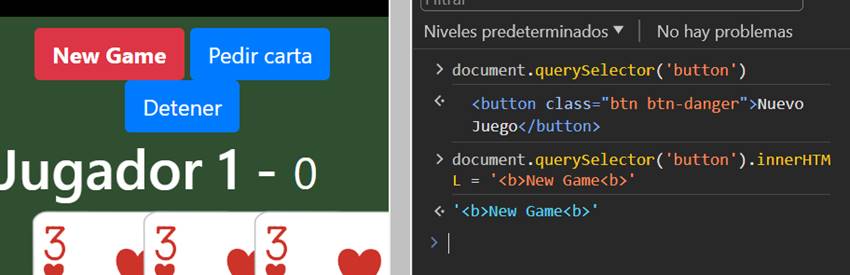 New Game
Pedir carta
Detener
Jugador 1 - 0
3
3
3
Filtrar
Niveles predeterminados
No hay problemas
document.querySelector('button')
<button class="btn btn-danger">Nuevo
Juego</button>
document.querySelector('button').innerHTM
L = '<b>New Game<b>'
'<b>New Game<b>'